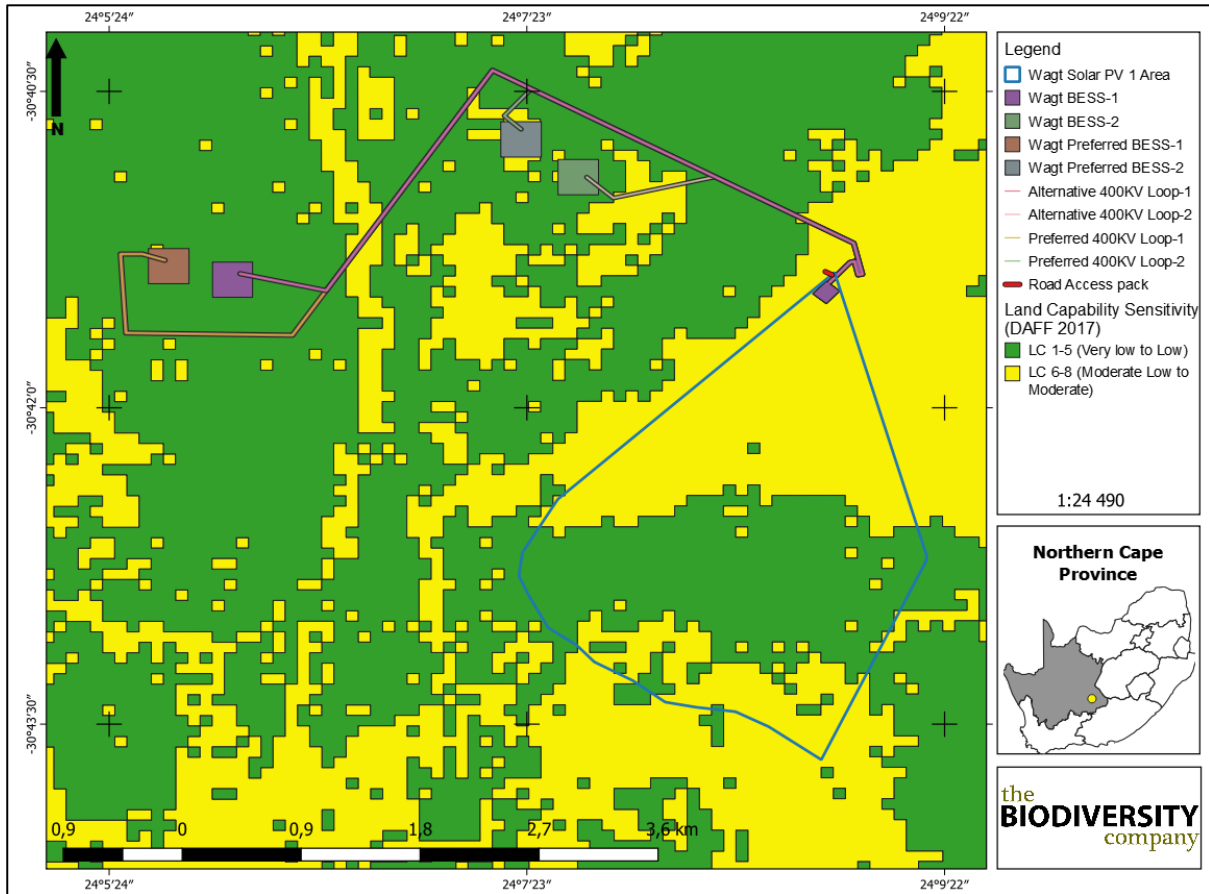 24°5′24″ 24°7′23″ 24°9′22″
-30°40′30″
-30°42′0″
-30°43′30″
N
0,9 0 0,9 1,8 2,7 3,6 km
24°5′24″ 24°7′23″ 24°9′22″
Legend
Wagt Solar PV 1 Area
Wagt BESS-1
Wagt BESS-2
Wagt Preferred BESS-1
Wagt Preferred BESS-2
Alternative 400KV Loop-1
Alternative 400KV Loop-2
Preferred 400KV Loop-1
Preferred 400KV Loop-2
Road Access pack
Land Capability Sensitivity
(DAFF 2017)
LC 1-5 (Very low to Low)
LC 6-8 (Moderate Low to
Moderate)
1:24 490
Northern Cape
Province
the
BIODIVERSITY
company